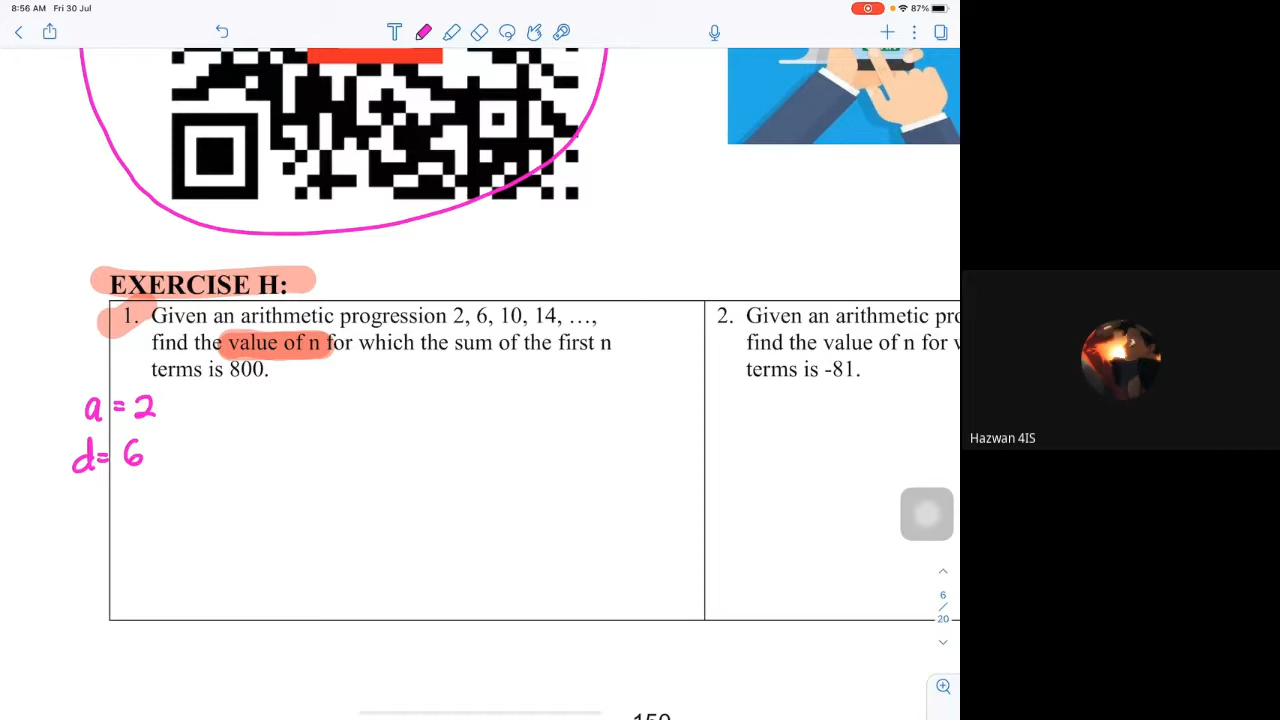 8:56 AM Fri 30 Jul
87%
EXERCISE H:
1. Given an arithmetic progression 2, 6, 10, 14, …,
find the value of n for which the sum of the first n
terms is 800.
a = 2
d = 6
2. Given an arithmetic pro
find the value of n for
terms is -81.
Hazwan 4IS
6
/
20